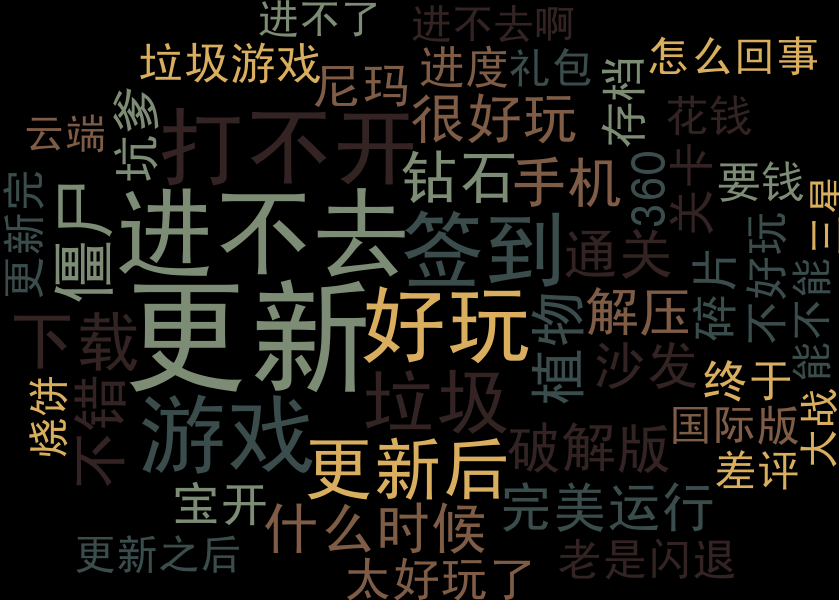 进不了
进不去啊
垃圾游戏
怎么回事
尼玛
进度
礼包
存档
很好玩
花钱
云端
坑爹
打不开
钻石
手机
360
关卡
要钱
三星
更新完
僵尸
进不去
签到
通关
碎片
不好玩
能不能
更新
好玩
植物
解压
下载
沙发
终于
大战
烧饼
不错
游戏
垃圾
国际版
更新后
破解版
差评
宝开
什么时候
完美运行
更新之后
老是闪退
太好玩了